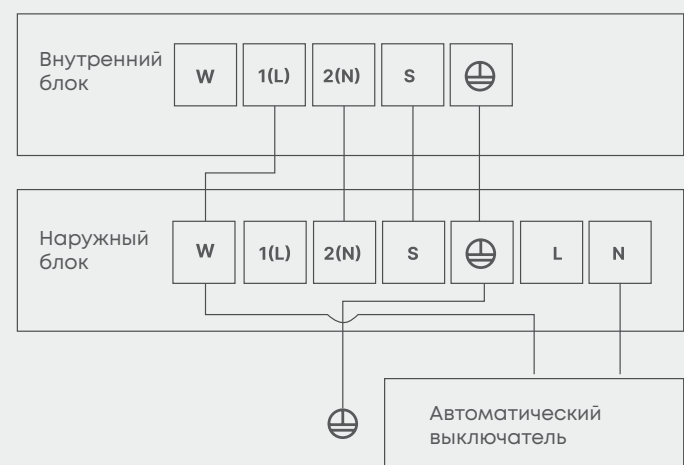 Внутренний
блок
W 1(L) 2(N) S
Наружный
блок
W 1(L) 2(N) S L N
Автоматический
выключатель